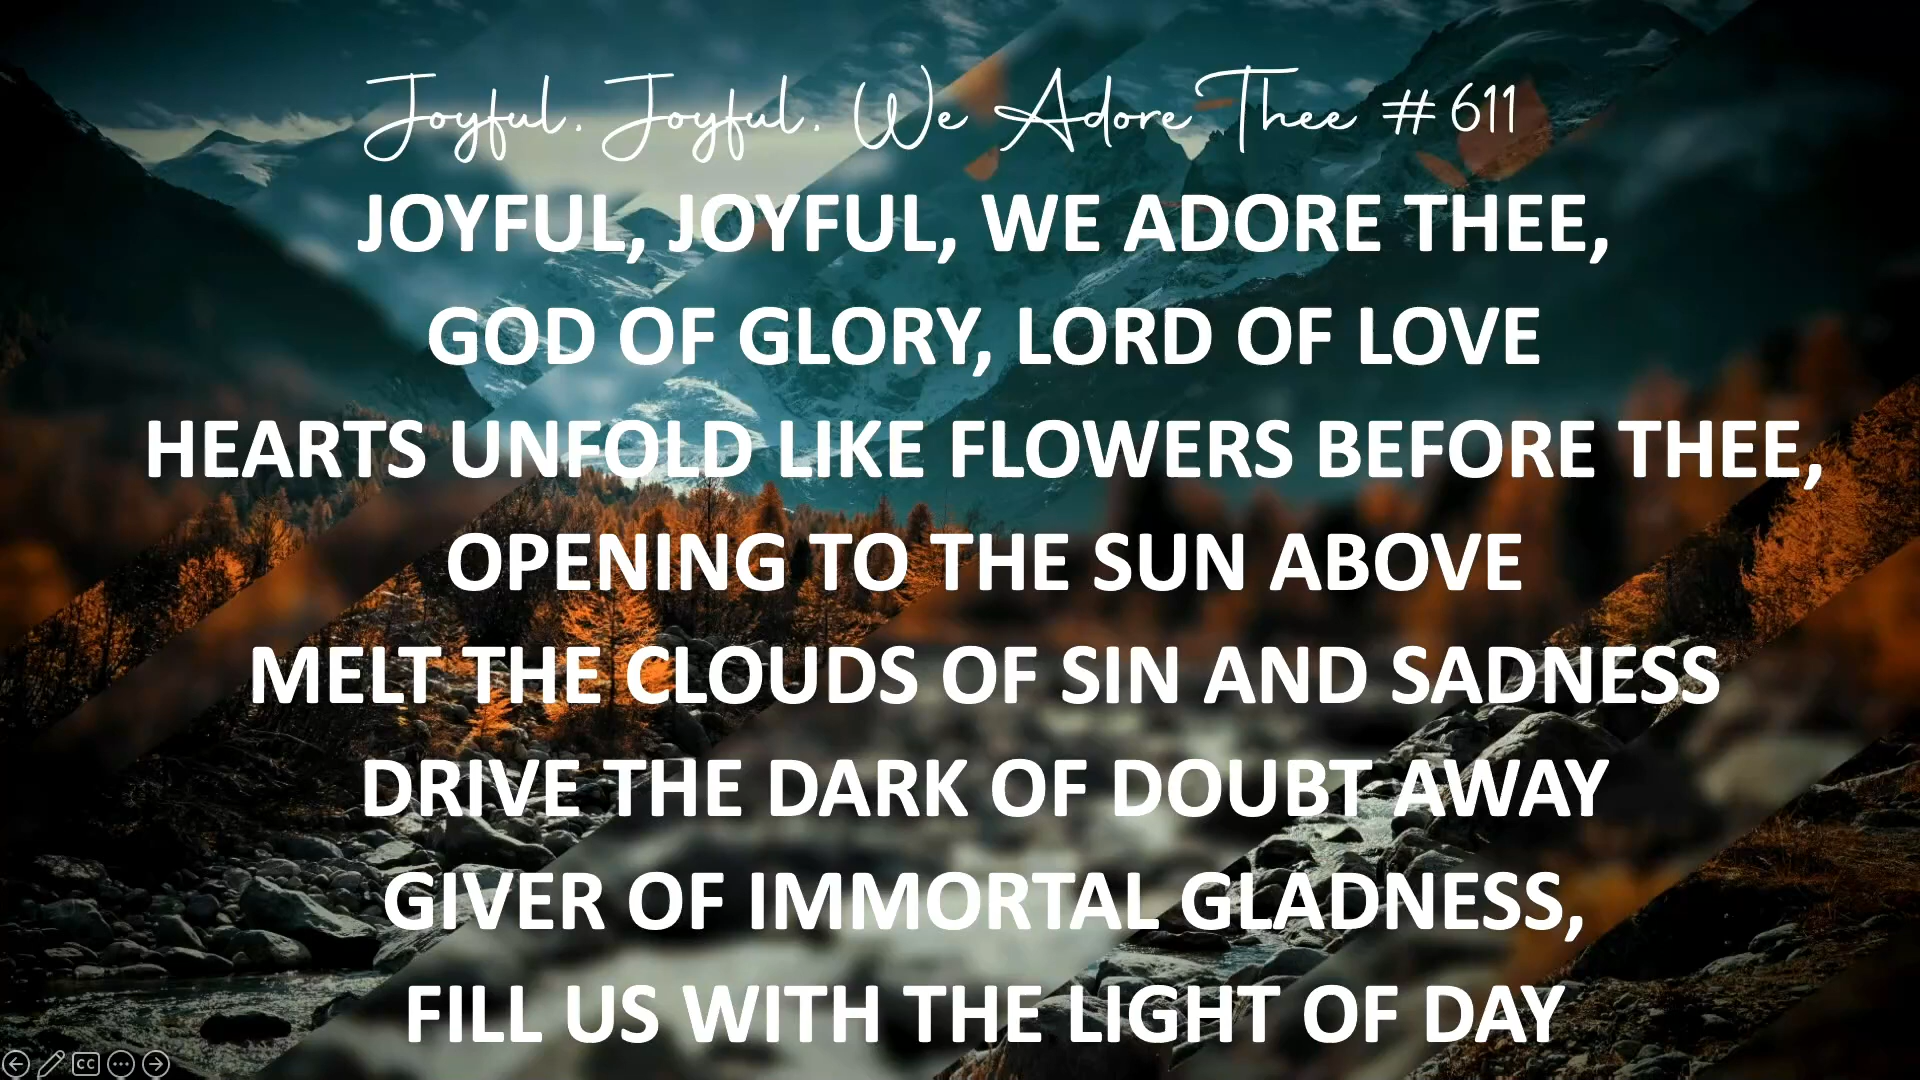 Joyful, Joyful, We Adore Thee #611
JOYFUL, JOYFUL, WE ADORE THEE,
GOD OF GLORY, LORD OF LOVE
HEARTS UNFOLD LIKE FLOWERS BEFORE THEE,
OPENING TO THE SUN ABOVE
MELT THE CLOUDS OF SIN AND SADNESS
DRIVE THE DARK OF DOUBT AWAY
GIVER OF IMMORTAL GLADNESS,
FILL US WITH THE LIGHT OF DAY
CC